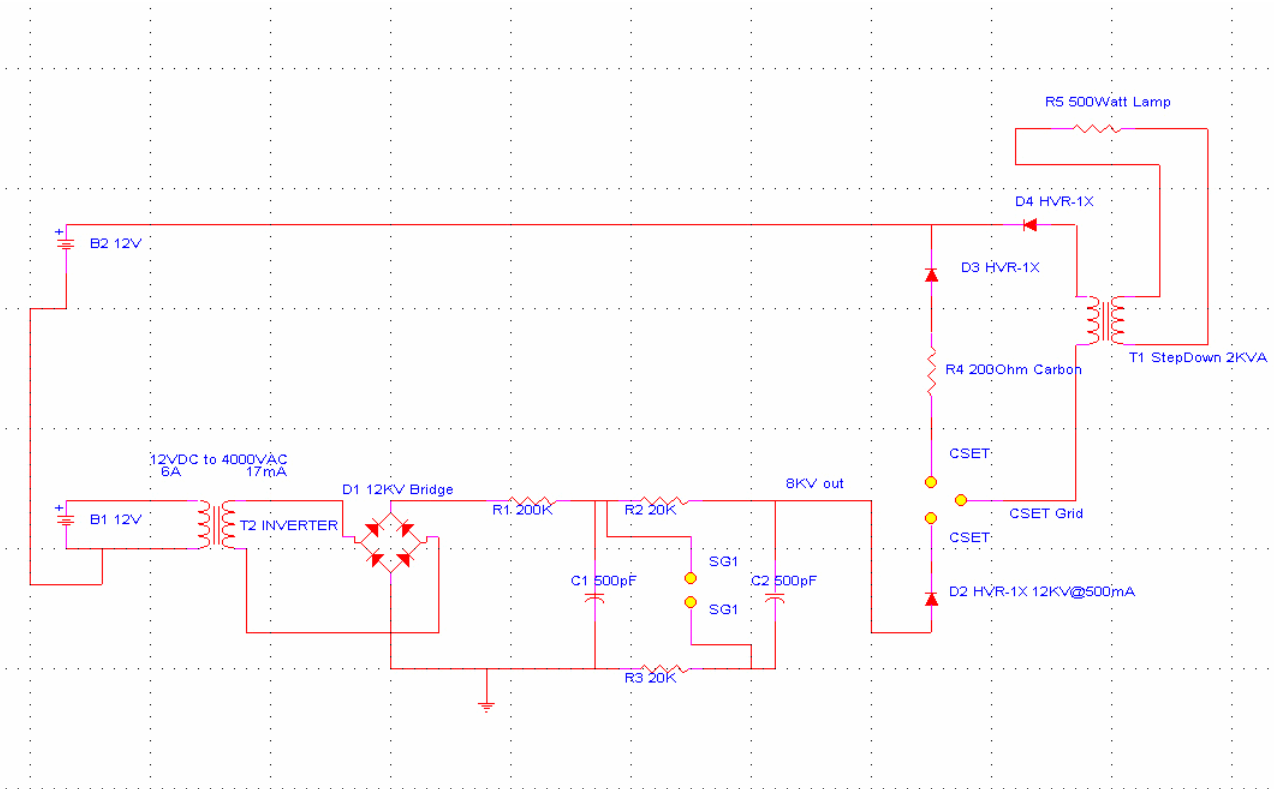 R5 500Watt Lamp
D4 HVR-1X
+
B2 12V
D3 HVR-1X
T1 StepDown 2KVA
R4 200Ohm Carbon
12VDC to 4000VAC
6A 17mA
CSET
D1 12KV Bridge
8KV out
+
B1 12V
T2 INVERTER
R1 200K
R2 20K
CSET Grid
CSET
SG1
C1 500pF
C2 500pF
D2 HVR-1X 12KV@500mA
SG1
R3 20K